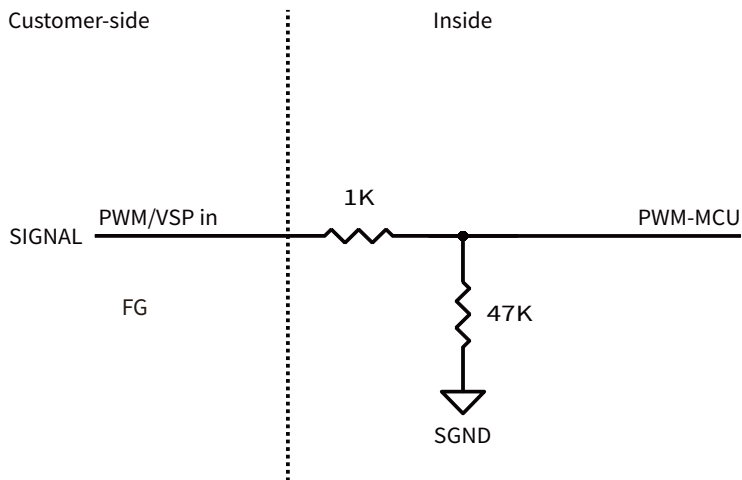 Customer-side
Inside
1K
PWM/VSP in
PWM-MCU
SIGNAL
FG
47K
SGND